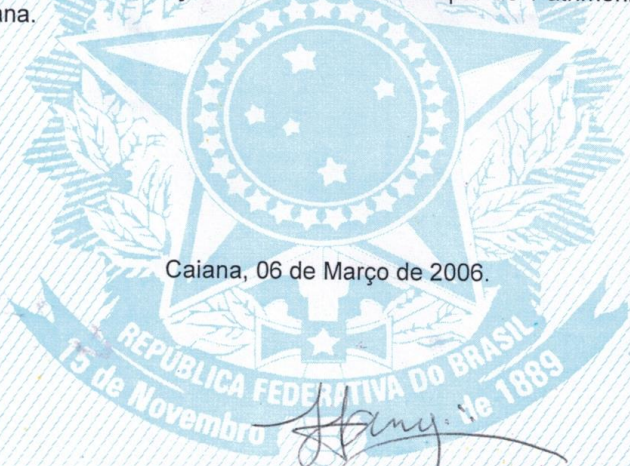 ana.
Caiana, 06 de Março de 2006.
REPÚBLICA FEDERATIVA DO BRASIL
15 de Novembro de 1889